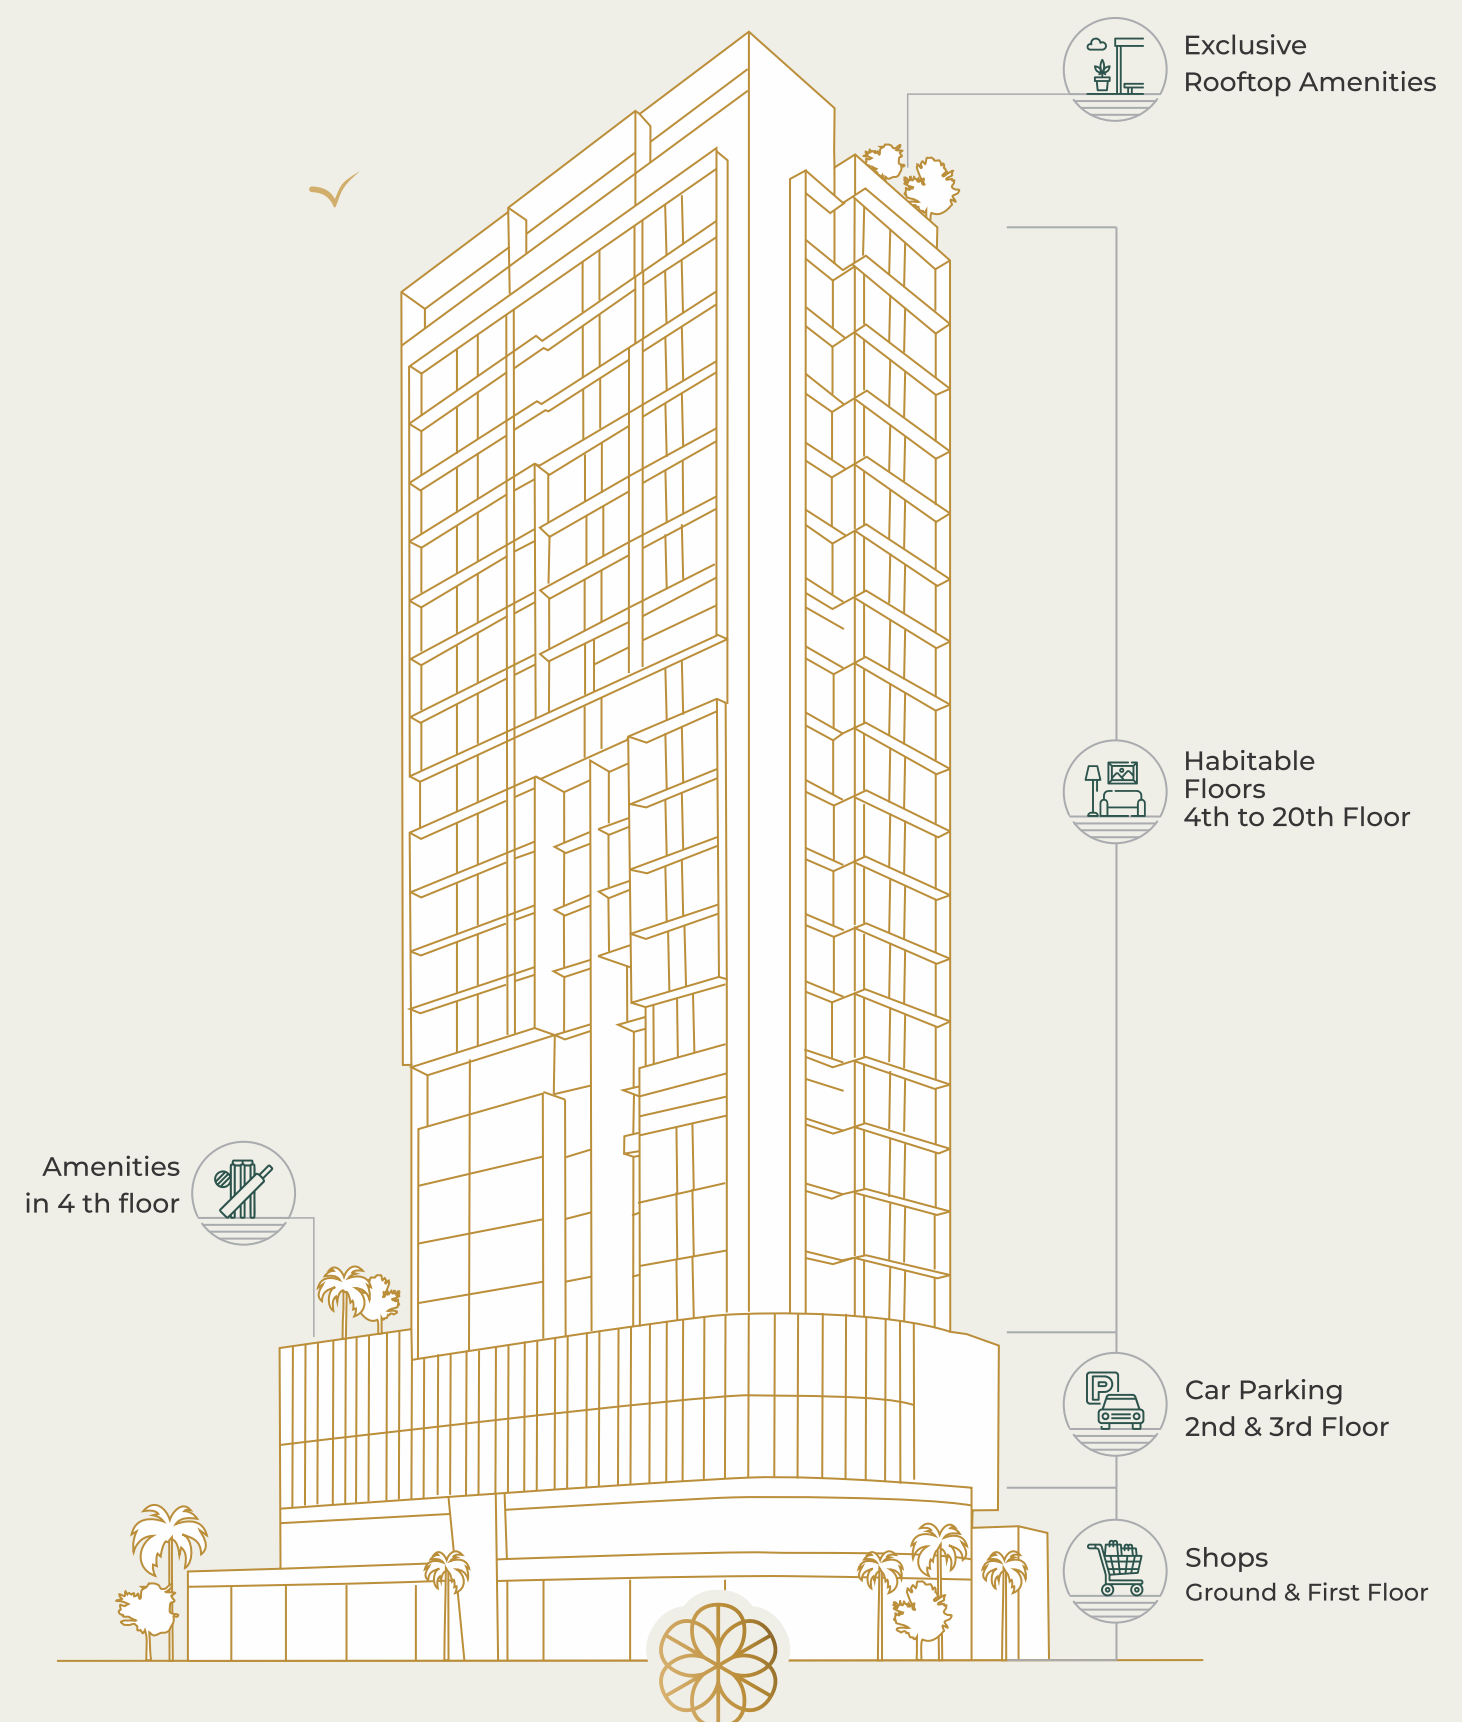 Exclusive
Rooftop Amenities
Habitable
Floors
4th to 20th Floor
Amenities
in 4 th floor
P
Car Parking
2nd & 3rd Floor
Shops
Ground & First Floor